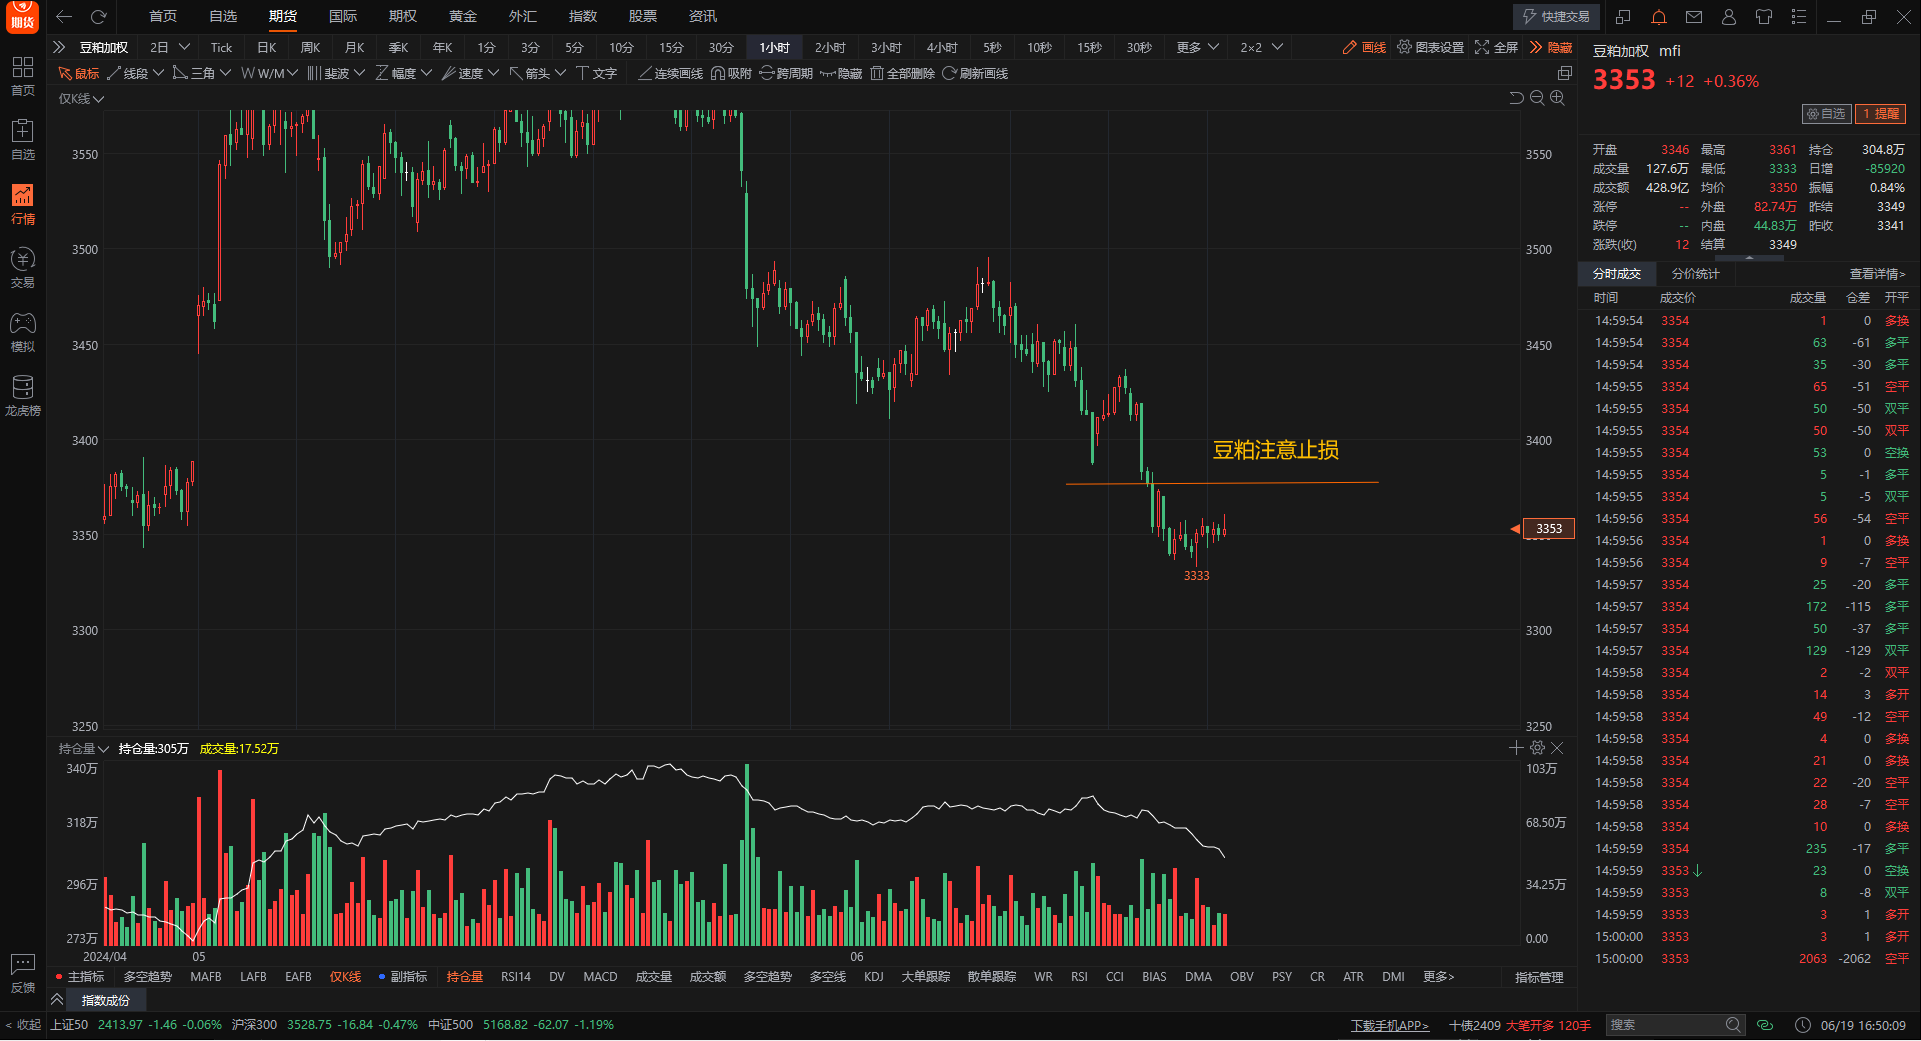 期货
首页 自选 期货 国际 期权 黄金 外汇 指数 股票 资讯 快捷交易
豆粕加权 2日 Tick 日K 周K 月K 季K 年K 1分 3分 5分 10分 15分 30分 1小时 2小时 3小时 4小时 5秒 10秒 15秒 30秒 更多 2×2 画线 图表设置 全屏 隐藏
鼠标 线段 三角 W/M 斐波 幅度 速度 箭头 文字 连续画线 吸附 跨周期 隐藏 全部删除 刷新画线
首页
自选
行情
交易
模拟
龙虎榜
反馈
< 收起
仅K线
3550 3550
3500 3500
3450 3450
3400 3400
豆粕注意止损
3350 3353
3333
3300 3300
3250 3250
持仓量 持仓量:305万 成交量:17.52万
340万 103万
318万 68.50万
296万 34.25万
273万 0.00
2024/04 05 06
主指标 多空趋势 MAFB LAFB EAFB 仅K线 副指标 持仓量 RSI14 DV MACD 成交量 成交额 多空趋势 多空线 KDJ 大单跟踪 散单跟踪 WR RSI CCI BIAS DMA OBV PSY CR ATR DMI 更多> 指标管理
指数成份
豆粕加权 mfi
3353 +12 +0.36%
自选 1 提醒
开盘 3346 最高 3361 持仓 304.8万
成交量 127.6万 最低 3333 日增 -85920
成交额 428.9亿 均价 3350 振幅 0.84%
涨停 -- 外盘 82.74万 昨结 3349
跌停 -- 内盘 44.83万 昨收 3341
涨跌(收) 12 结算 3349
分时成交 分价统计 查看详情>
时间 成交价 成交量 仓差 开平
14:59:54 3354 1 0 多换
14:59:54 3354 63 -61 多平
14:59:54 3354 35 -30 多平
14:59:55 3354 65 -51 空平
14:59:55 3354 50 -50 双平
14:59:55 3354 50 -50 双平
14:59:55 3354 53 0 空换
14:59:55 3354 5 -1 多平
14:59:55 3354 5 -5 双平
14:59:56 3354 56 -54 空平
14:59:56 3354 1 0 多换
14:59:56 3354 9 -7 空平
14:59:57 3354 25 -20 多平
14:59:57 3354 172 -115 多平
14:59:57 3354 50 -37 多平
14:59:57 3354 129 -129 双平
14:59:58 3354 2 -2 双平
14:59:58 3354 14 3 多开
14:59:58 3354 49 -12 空平
14:59:58 3354 4 0 多换
14:59:58 3354 21 0 多换
14:59:58 3354 22 -20 空平
14:59:58 3354 28 -7 空平
14:59:58 3354 10 0 多换
14:59:59 3354 235 -17 多平
14:59:59 3353↓ 23 0 空换
14:59:59 3353 8 -8 双平
14:59:59 3353 3 1 多开
15:00:00 3353 3 1 多开
15:00:00 3353 2063 -2062 空平
上证50 2413.97 -1.46 -0.06% 沪深300 3528.75 -16.84 -0.47% 中证500 5168.82 -62.07 -1.19% 下载手机APP> 十债2409 大笔开多 120手 搜索 06/19 16:50:09